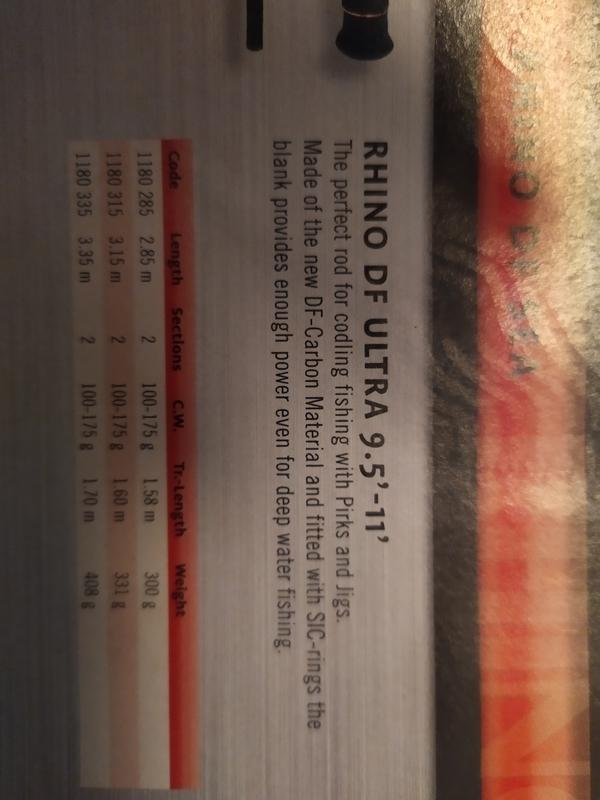 RHINO DF ULTRA 9.5'-11'
The perfect rod for codling fishing with Pirks and Jigs.
Made of the new DF-Carbon Material and fitted with SIC-rings the
blank provides enough power even for deep water fishing.
Code Length Sections C.W. Tr.-Length Weight
1180 285 2.85 m 2 100-175 g 1.58 m 300 g
1180 315 3.15 m 2 100-175 g 1.60 m 331 g
1180 335 3.35 m 2 100-175 g 1.70 m 408 g